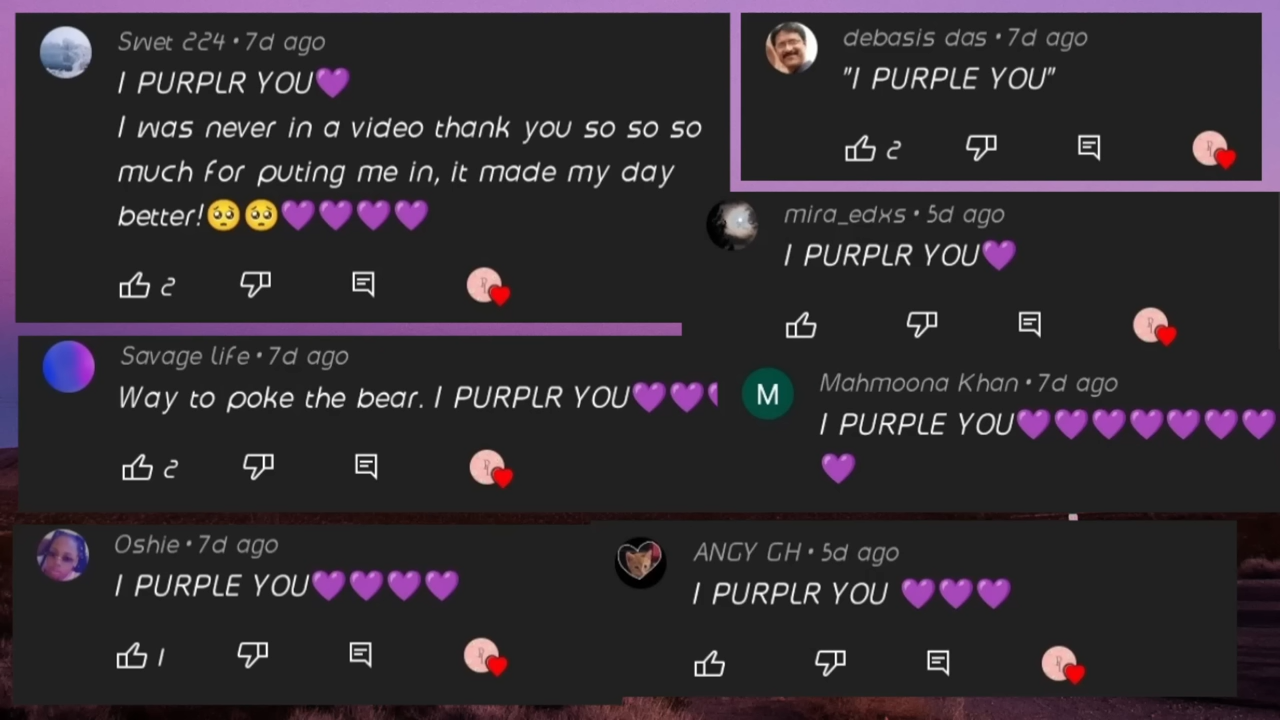 Swet 224 • 7d ago
I PURPLR YOU💜
I was never in a video thank you so so so
much for puting me in, it made my day
better!🥺🥺💜💜💜💜
2
debasis das • 7d ago
"I PURPLE YOU"
2
mira_edxs • 5d ago
I PURPLR YOU💜
Savage life • 7d ago
Way to poke the bear. I PURPLR YOU💜💜💜
2
M
Mahmoona Khan • 7d ago
I PURPLE YOU💜💜💜💜💜💜💜
💜
Oshie • 7d ago
I PURPLE YOU💜💜💜💜
1
ANGY GH • 5d ago
I PURPLR YOU 💜💜💜